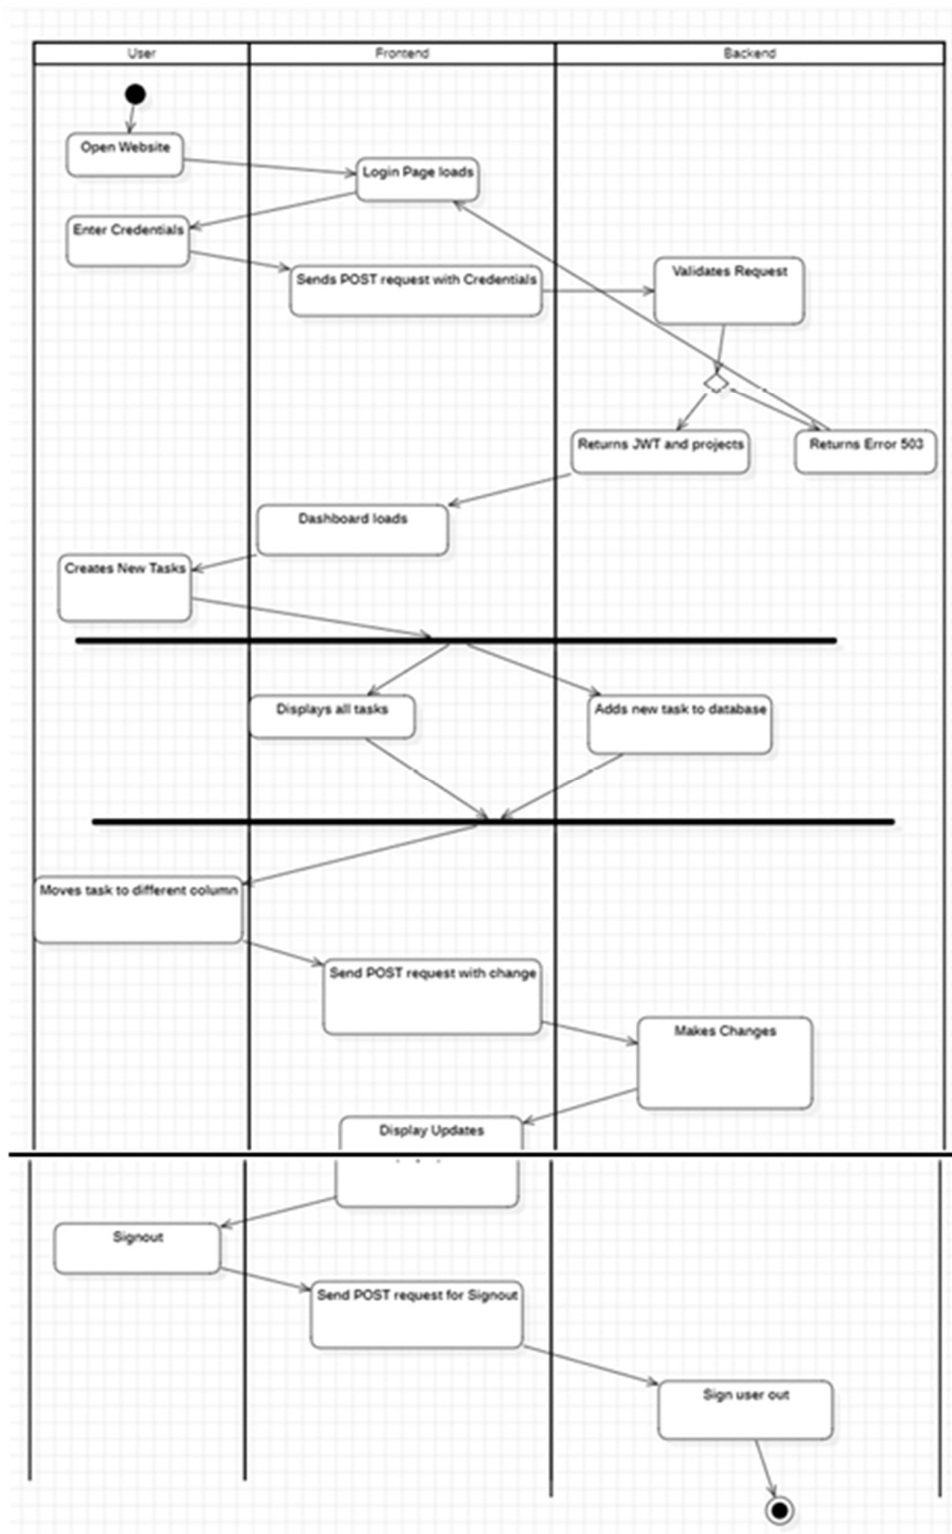 User
Frontend
Backend
Open Website
Login Page loads
Enter Credentials
Sends POST request with Credentials
Validates Request
Returns JWT and projects
Returns Error 503
Dashboard loads
Creates New Tasks
Displays all tasks
Adds new task to database
Moves task to different column
Send POST request with change
Makes Changes
Display Updates
Signout
Send POST request for Signout
Sign user out